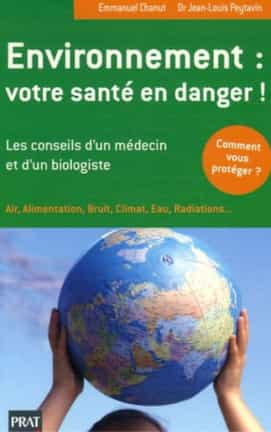 Emmanuel Chanut Dr Jean-Louis Peytavin
Environnement :
votre santé en danger !
Les conseils d'un médecin
et d'un biologiste
Comment
vous
protéger ?
Air, Alimentation, Bruit, Climat, Eau, Radiations...
PRAT